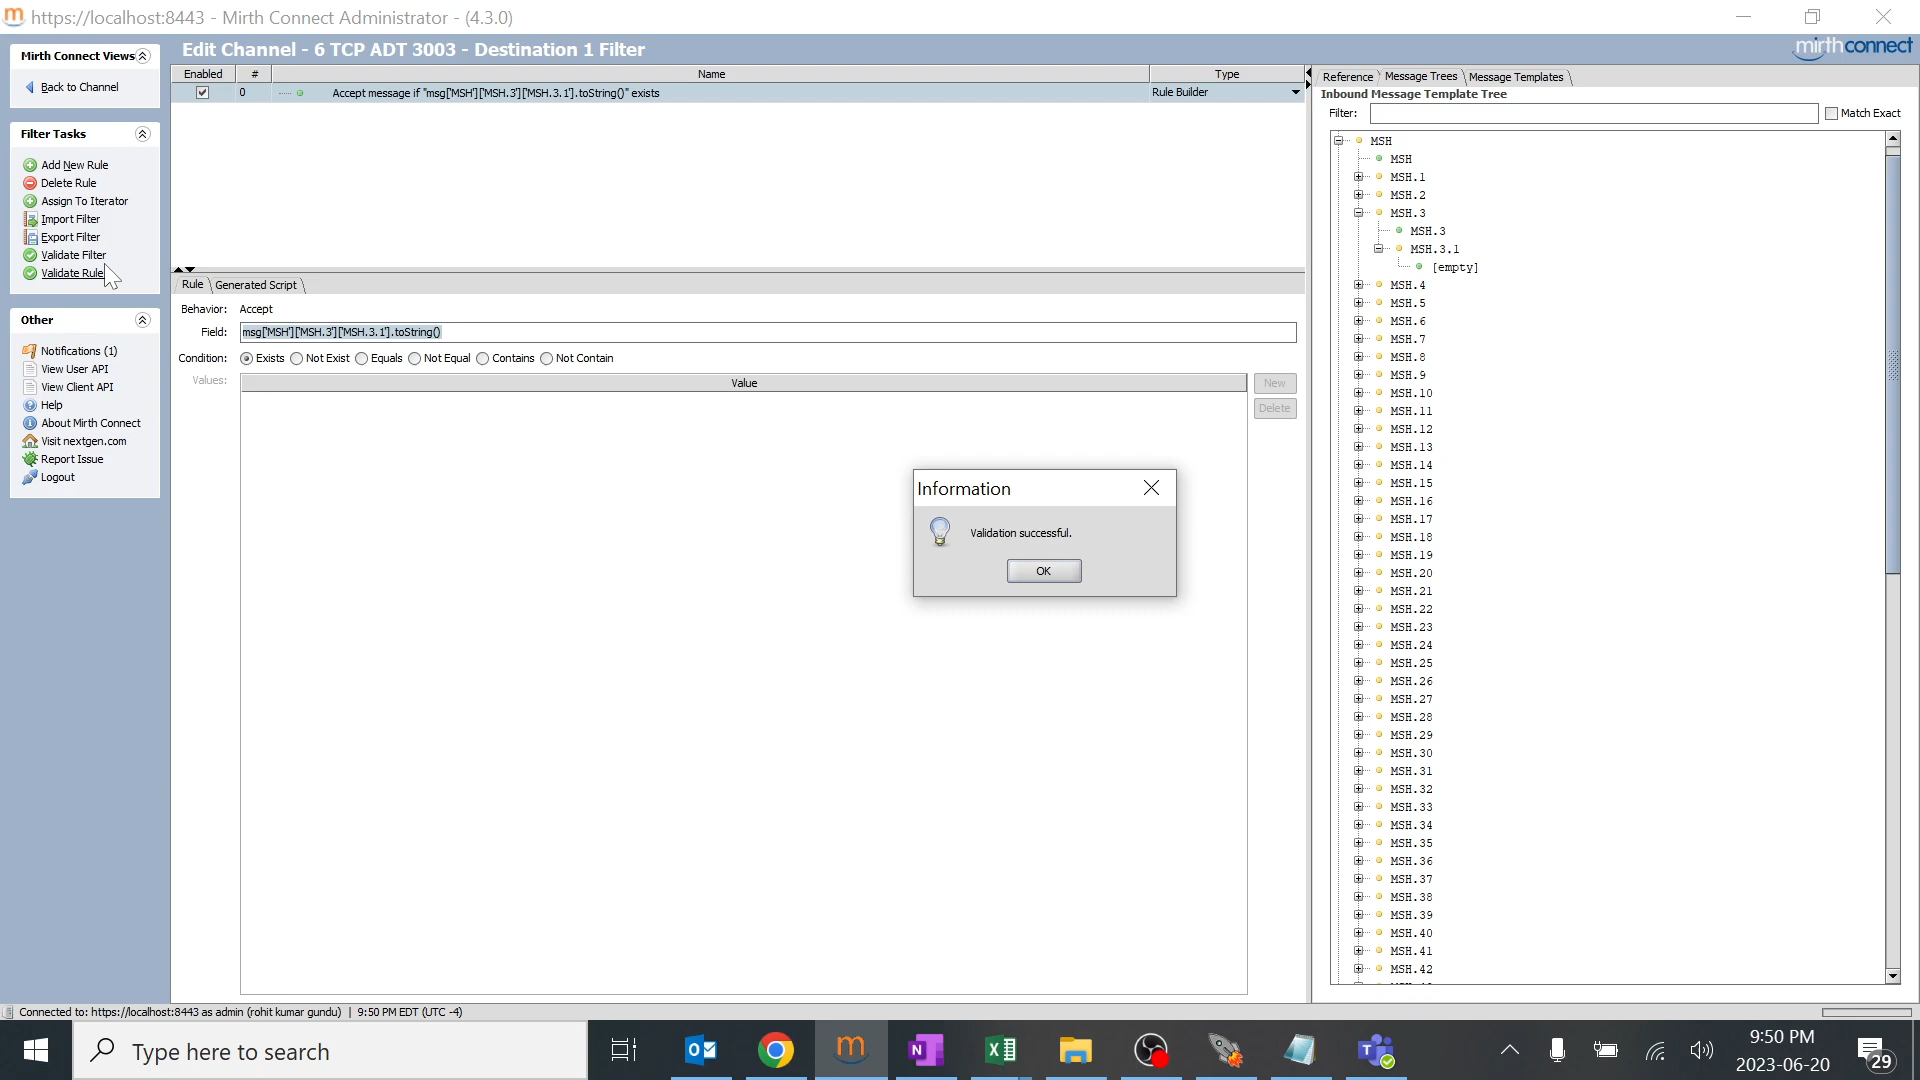 https://localhost:8443 - Mirth Connect Administrator - (4.3.0)
Mirth Connect Views
Back to Channel
Filter Tasks
Add New Rule
Delete Rule
Assign To Iterator
Import Filter
Export Filter
Validate Filter
Validate Rule
Other
Notifications (1)
View User API
View Client API
Help
About Mirth Connect
Visit nextgen.com
Report Issue
Logout
Edit Channel - 6 TCP ADT 3003 - Destination 1 Filter
mirthconnect
Enabled # Name Type
0 Accept message if "msg['MSH']['MSH.3']['MSH.3.1'].toString()" exists Rule Builder
Rule Generated Script
Behavior: Accept
Field: msg['MSH']['MSH.3']['MSH.3.1'].toString()
Condition: Exists Not Exist Equals Not Equal Contains Not Contain
Values: Value New
Delete
Information
Validation successful.
OK
Reference Message Trees Message Templates
Inbound Message Template Tree
Filter: Match Exact
MSH
MSH
MSH.1
MSH.2
MSH.3
MSH.3
MSH.3.1
[empty]
MSH.4
MSH.5
MSH.6
MSH.7
MSH.8
MSH.9
MSH.10
MSH.11
MSH.12
MSH.13
MSH.14
MSH.15
MSH.16
MSH.17
MSH.18
MSH.19
MSH.20
MSH.21
MSH.22
MSH.23
MSH.24
MSH.25
MSH.26
MSH.27
MSH.28
MSH.29
MSH.30
MSH.31
MSH.32
MSH.33
MSH.34
MSH.35
MSH.36
MSH.37
MSH.38
MSH.39
MSH.40
MSH.41
MSH.42
Connected to: https://localhost:8443 as admin (rohit kumar gundu) | 9:50 PM EDT (UTC -4)
Type here to search
9:50 PM
2023-06-20
29